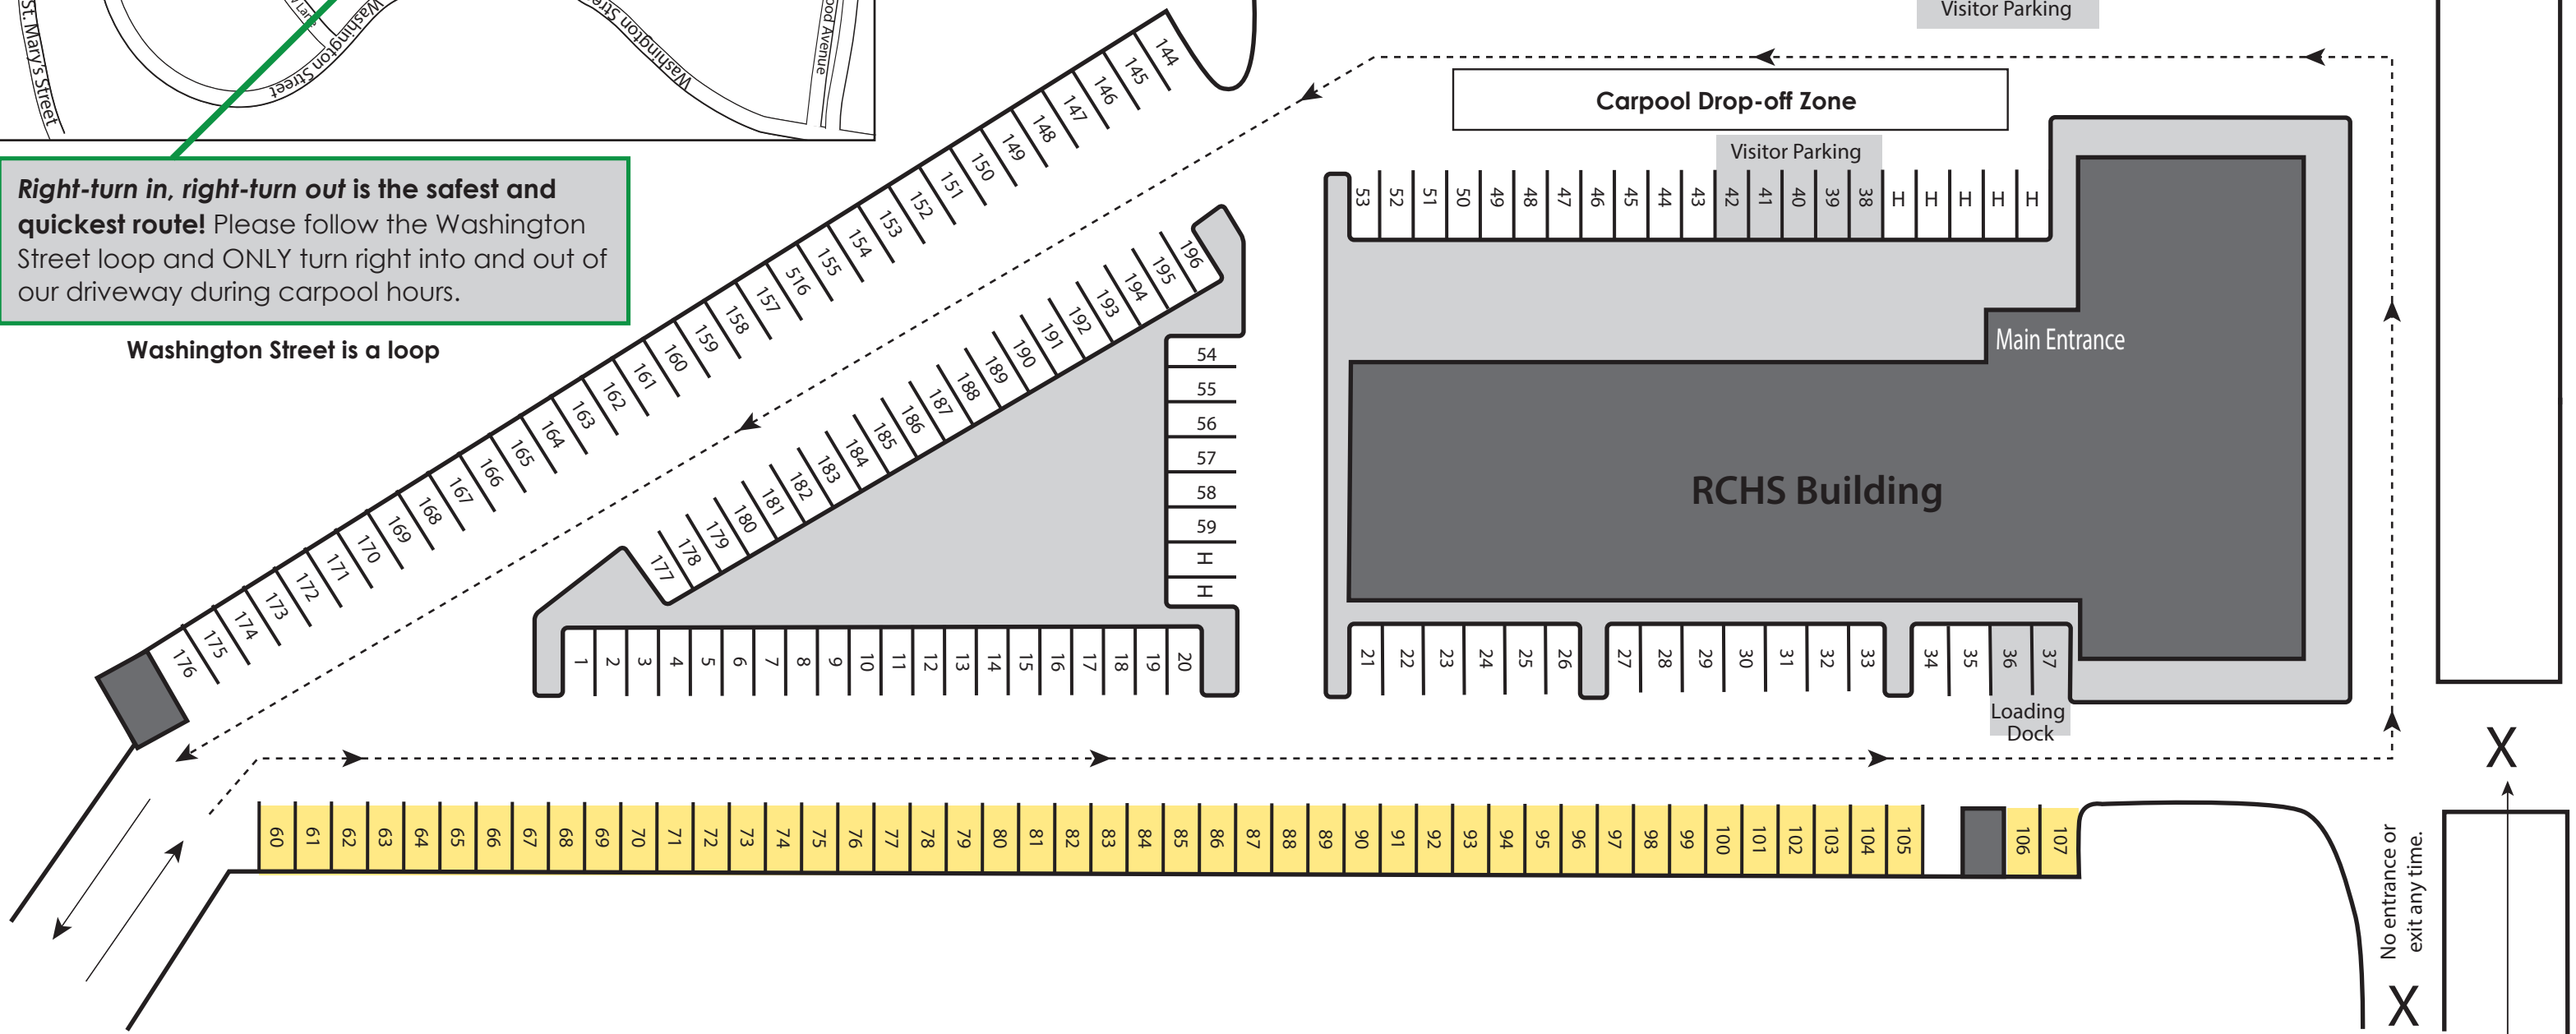 St. Mary's Street
Washington Street
Washington
Visitor Parking
Carpool Drop-off Zone
Visitor Parking
Right-turn in, right-turn out is the safest and
quickest route! Please follow the Washington
Street loop and ONLY turn right into and out of
our driveway during carpool hours.
Washington Street is a loop
144
145
146
147
148
149
150
151
152
153
154
155
516
157
158
159
160
161
162
163
164
165
166
167
168
169
170
171
172
173
174
175
176
196
195
194
193
192
191
190
189
188
187
186
185
184
183
182
181
180
179
178
177
53 52 51 50 49 48 47 46 45 44 43 42 41 40 39 38 H H H H H
54
55
56
57
58
59
H
H
Main Entrance
RCHS Building
1 2 3 4 5 6 7 8 9 10 11 12 13 14 15 16 17 18 19 20
21 22 23 24 25 26 27 28 29 30 31 32 33 34 35 36 37
Loading
Dock
X
60 61 62 63 64 65 66 67 68 69 70 71 72 73 74 75 76 77 78 79 80 81 82 83 84 85 86 87 88 89 90 91 92 93 94 95 96 97 98 99 100 101 102 103 104 105 106 107
No entrance or
exit any time.
X